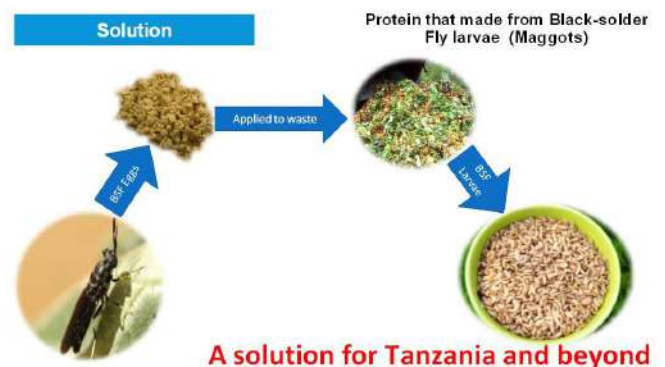 Solution
Protein that made from Black-solder
Fly larvae (Maggots)
Applied to waste
BSF Eggs
BSF
Larvae
A solution for Tanzania and beyond